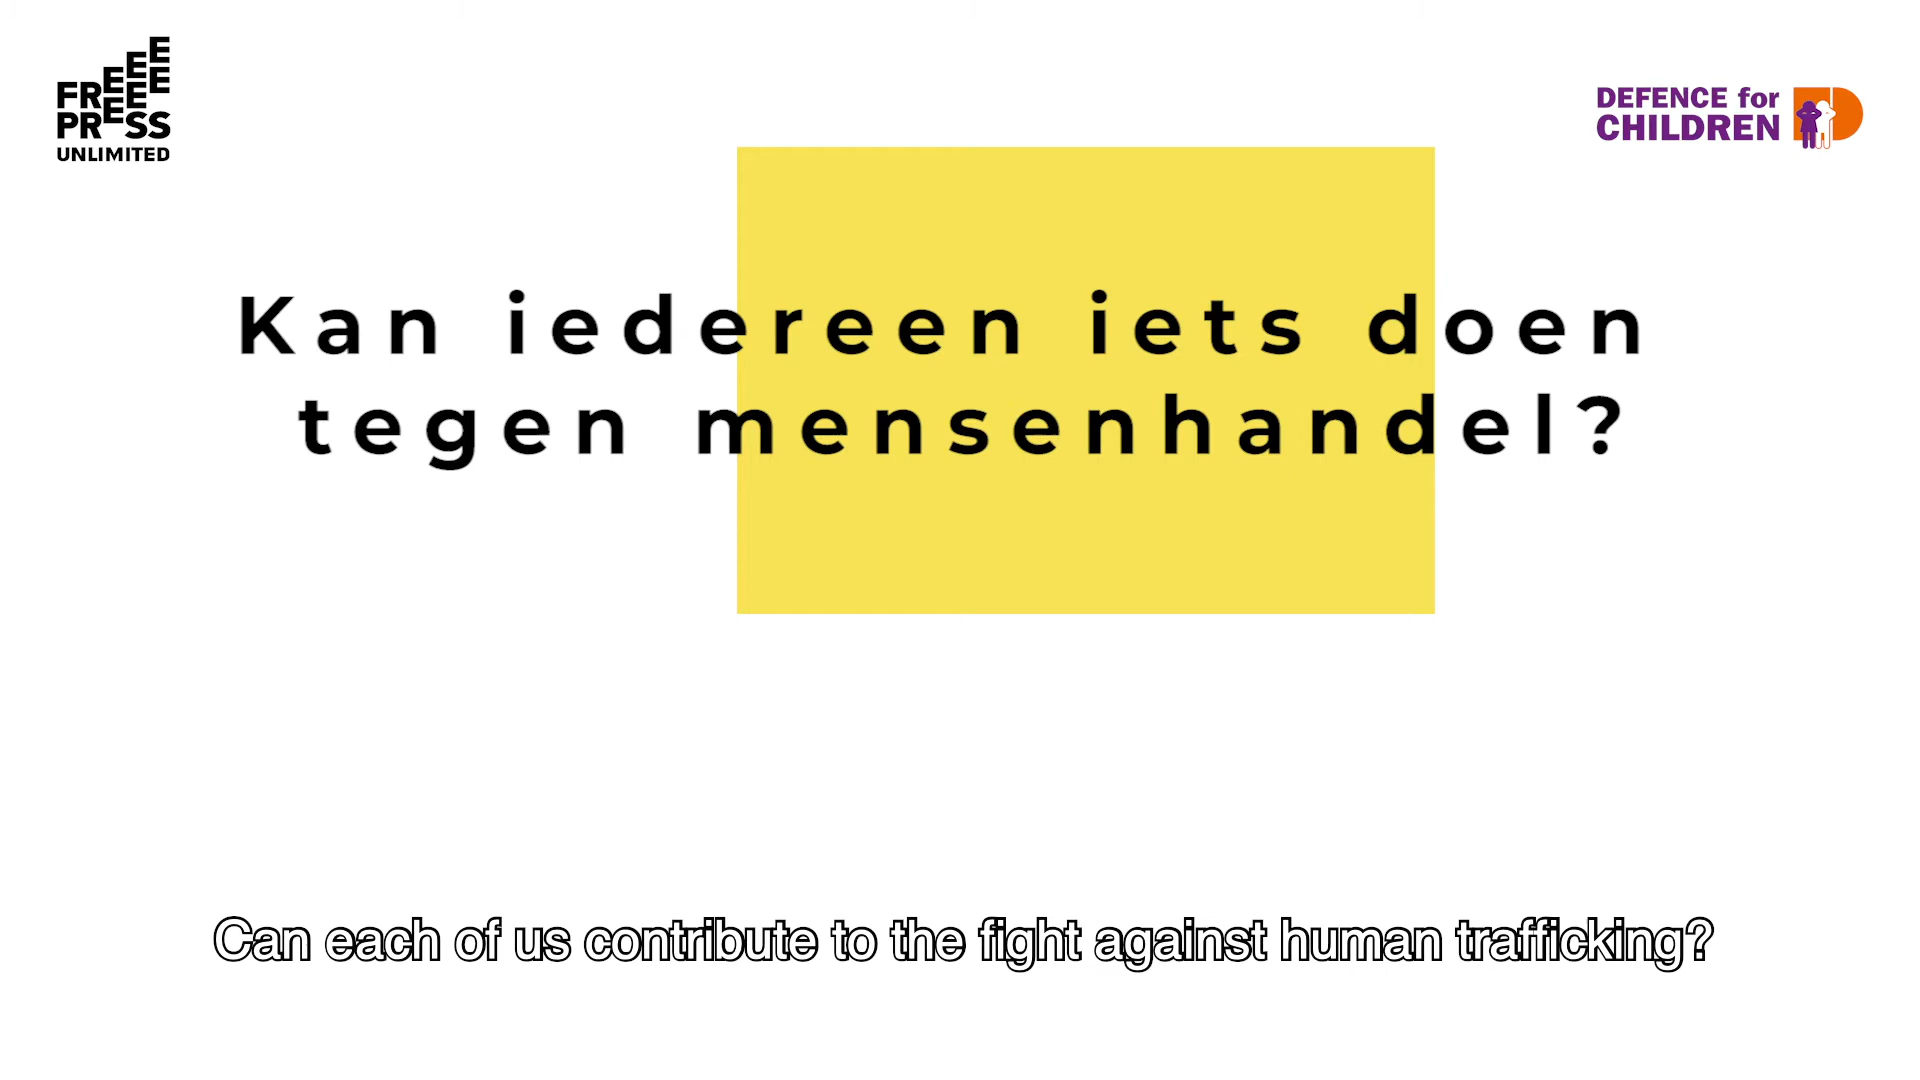 FREEEEE
PRESS
UNLIMITED
DEFENCE for
CHILDREN
Kan iedereen iets doen
tegen mensenhandel?
Can each of us contribute to the fight against human trafficking?